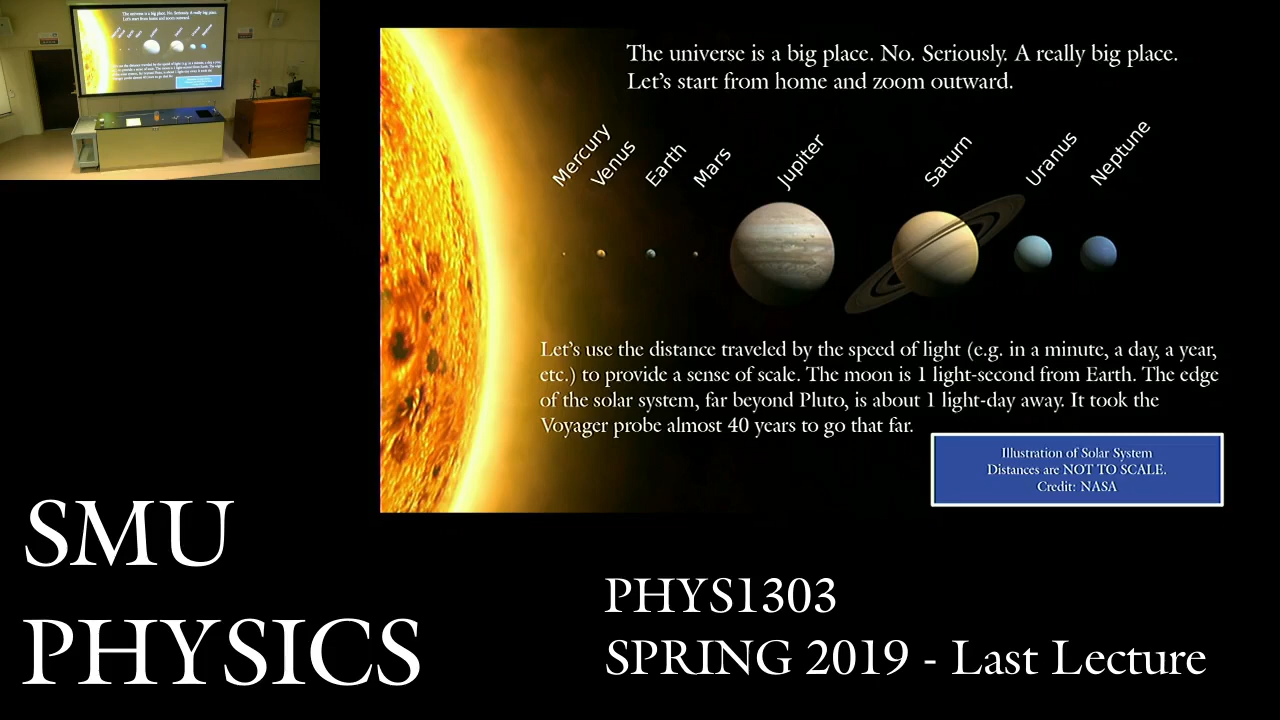 The universe is a big place. No. Seriously. A really big place.
Let's start from home and zoom outward.
Mercury
Venus
Earth
Mars
Jupiter
Saturn
Uranus
Neptune
Let's use the distance traveled by the speed of light (e.g. in a minute, a day, a year,
etc.) to provide a sense of scale. The moon is 1 light-second from Earth. The edge
of the solar system, far beyond Pluto, is about 1 light-day away. It took the
Voyager probe almost 40 years to go that far.
Illustration of Solar System
Distances are NOT TO SCALE.
Credit: NASA
SMU
PHYSICS
PHYS1303
SPRING 2019 - Last Lecture